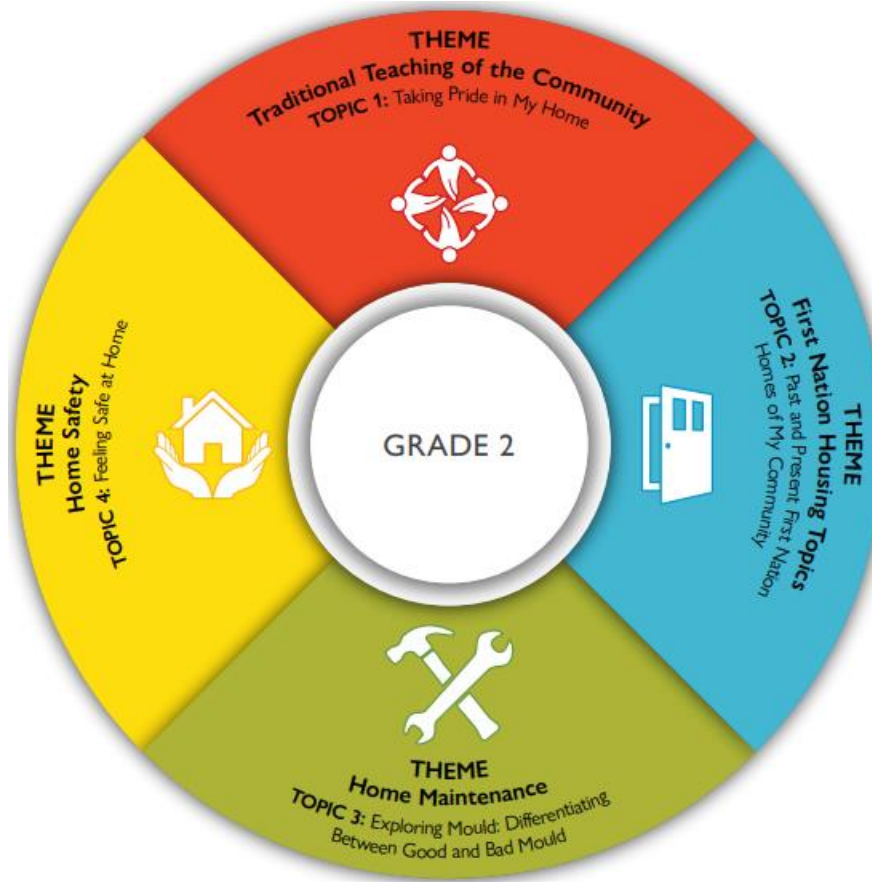 THEME
Traditional Teaching of the Community
TOPIC 1: Taking Pride in My Home
THEME
First Nation Housing Topics
TOPIC 2: Past and Present First Nation
Homes of My Community
THEME
Home Maintenance
TOPIC 3: Exploring Mould: Differentiating
Between Good and Bad Mould
THEME
Home Safety
TOPIC 4: Feeling Safe at Home
GRADE 2